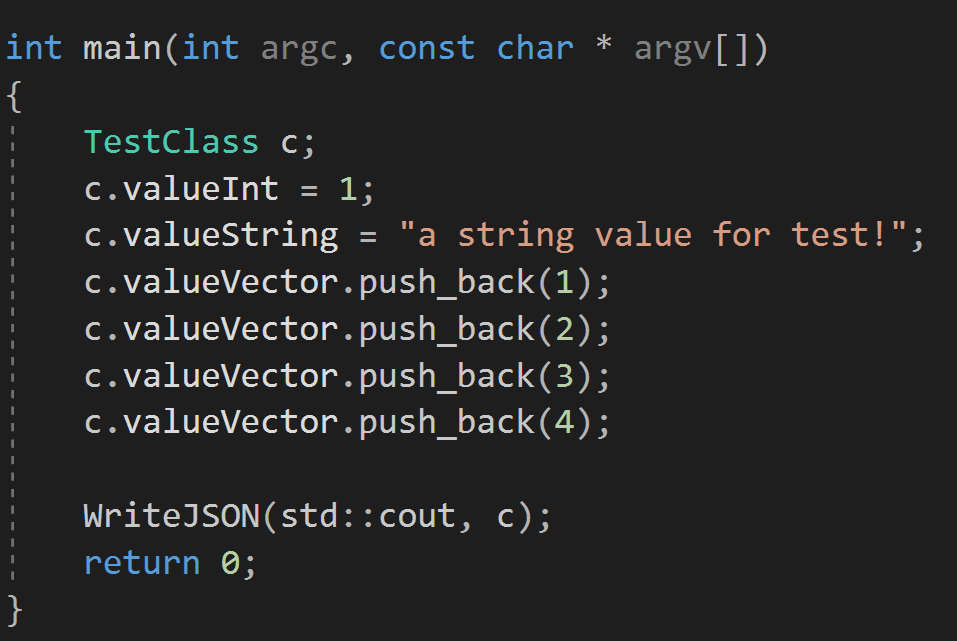 int main(int argc, const char * argv[])
{
    TestClass c;
    c.valueInt = 1;
    c.valueString = "a string value for test!";
    c.valueVector.push_back(1);
    c.valueVector.push_back(2);
    c.valueVector.push_back(3);
    c.valueVector.push_back(4);

    WriteJSON(std::cout, c);
    return 0;
}